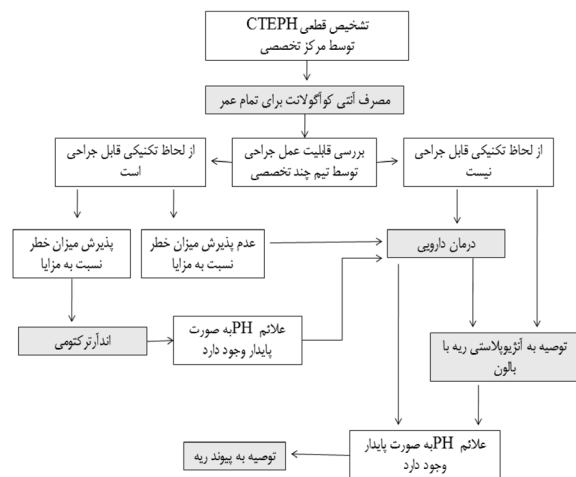 تشخیص قطعی CTEPH
توسط مرکز تخصصی
مصرف آنتی کوآگولانت برای تمام عمر
از لحاظ تکنیکی قابل جراحی
نیست
بررسی قابلیت عمل جراحی
توسط تیم چند تخصصی
از لحاظ تکنیکی قابل جراحی
است
درمان دارویی
عدم پذیرش میزان خطر
نسبت به مزایا
پذیرش میزان خطر
نسبت به مزایا
توصیه به آنژیوپلاستی ریه با
بالون
علائم PHبه صورت
پایدار وجود دارد
اندآرترکتومی
علائم PHبه صورت پایدار
وجود دارد
توصیه به پیوند ریه